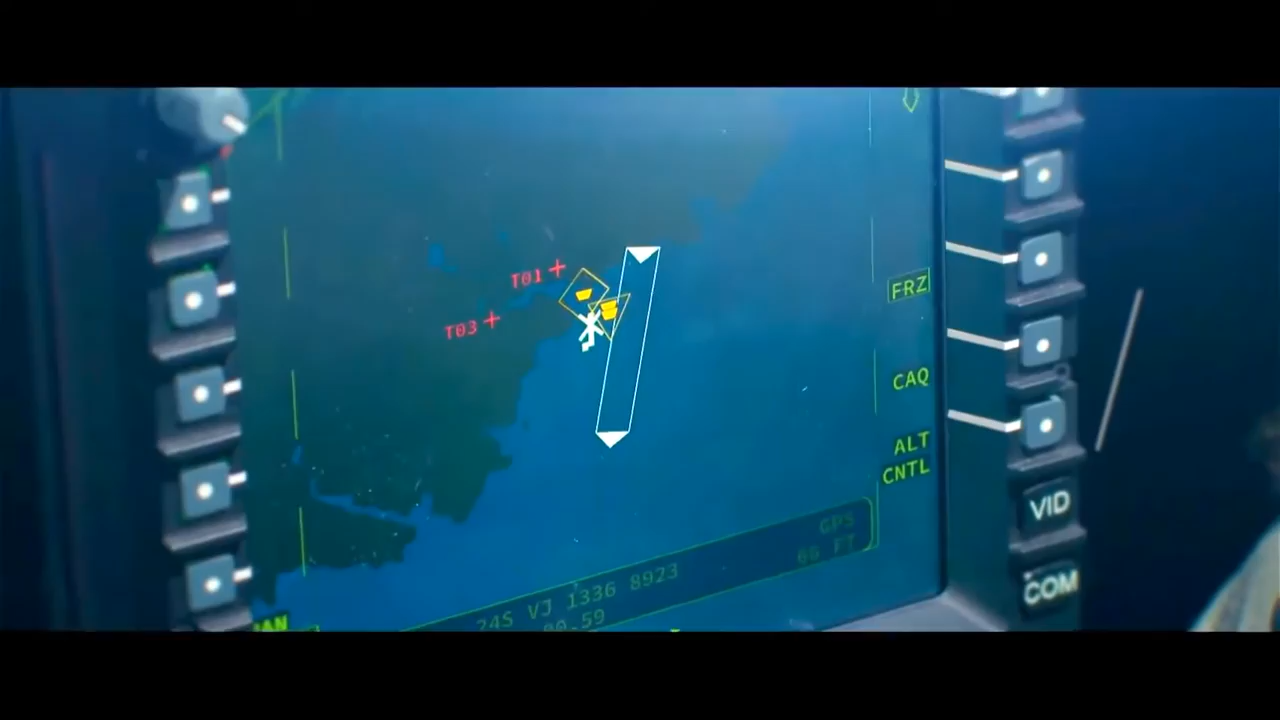 T01
T03
FRZ
CAQ
ALT
CNTL
GPS
66 FT
24S VJ 1336 8923
00.59
VID
COM